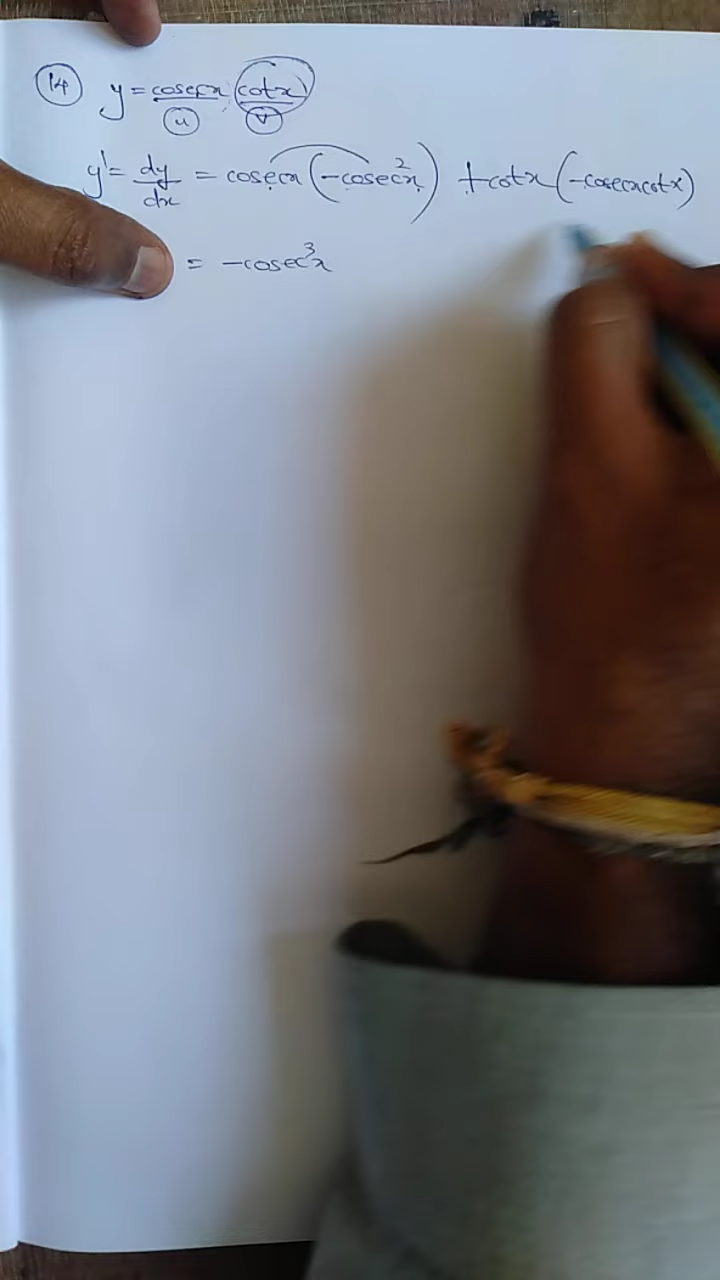 14 y = cosecx cotx
u v
y' = dy/dx = cosecx (-cosec²x) + cotx (-cosecxcotx)
= -cosec³x